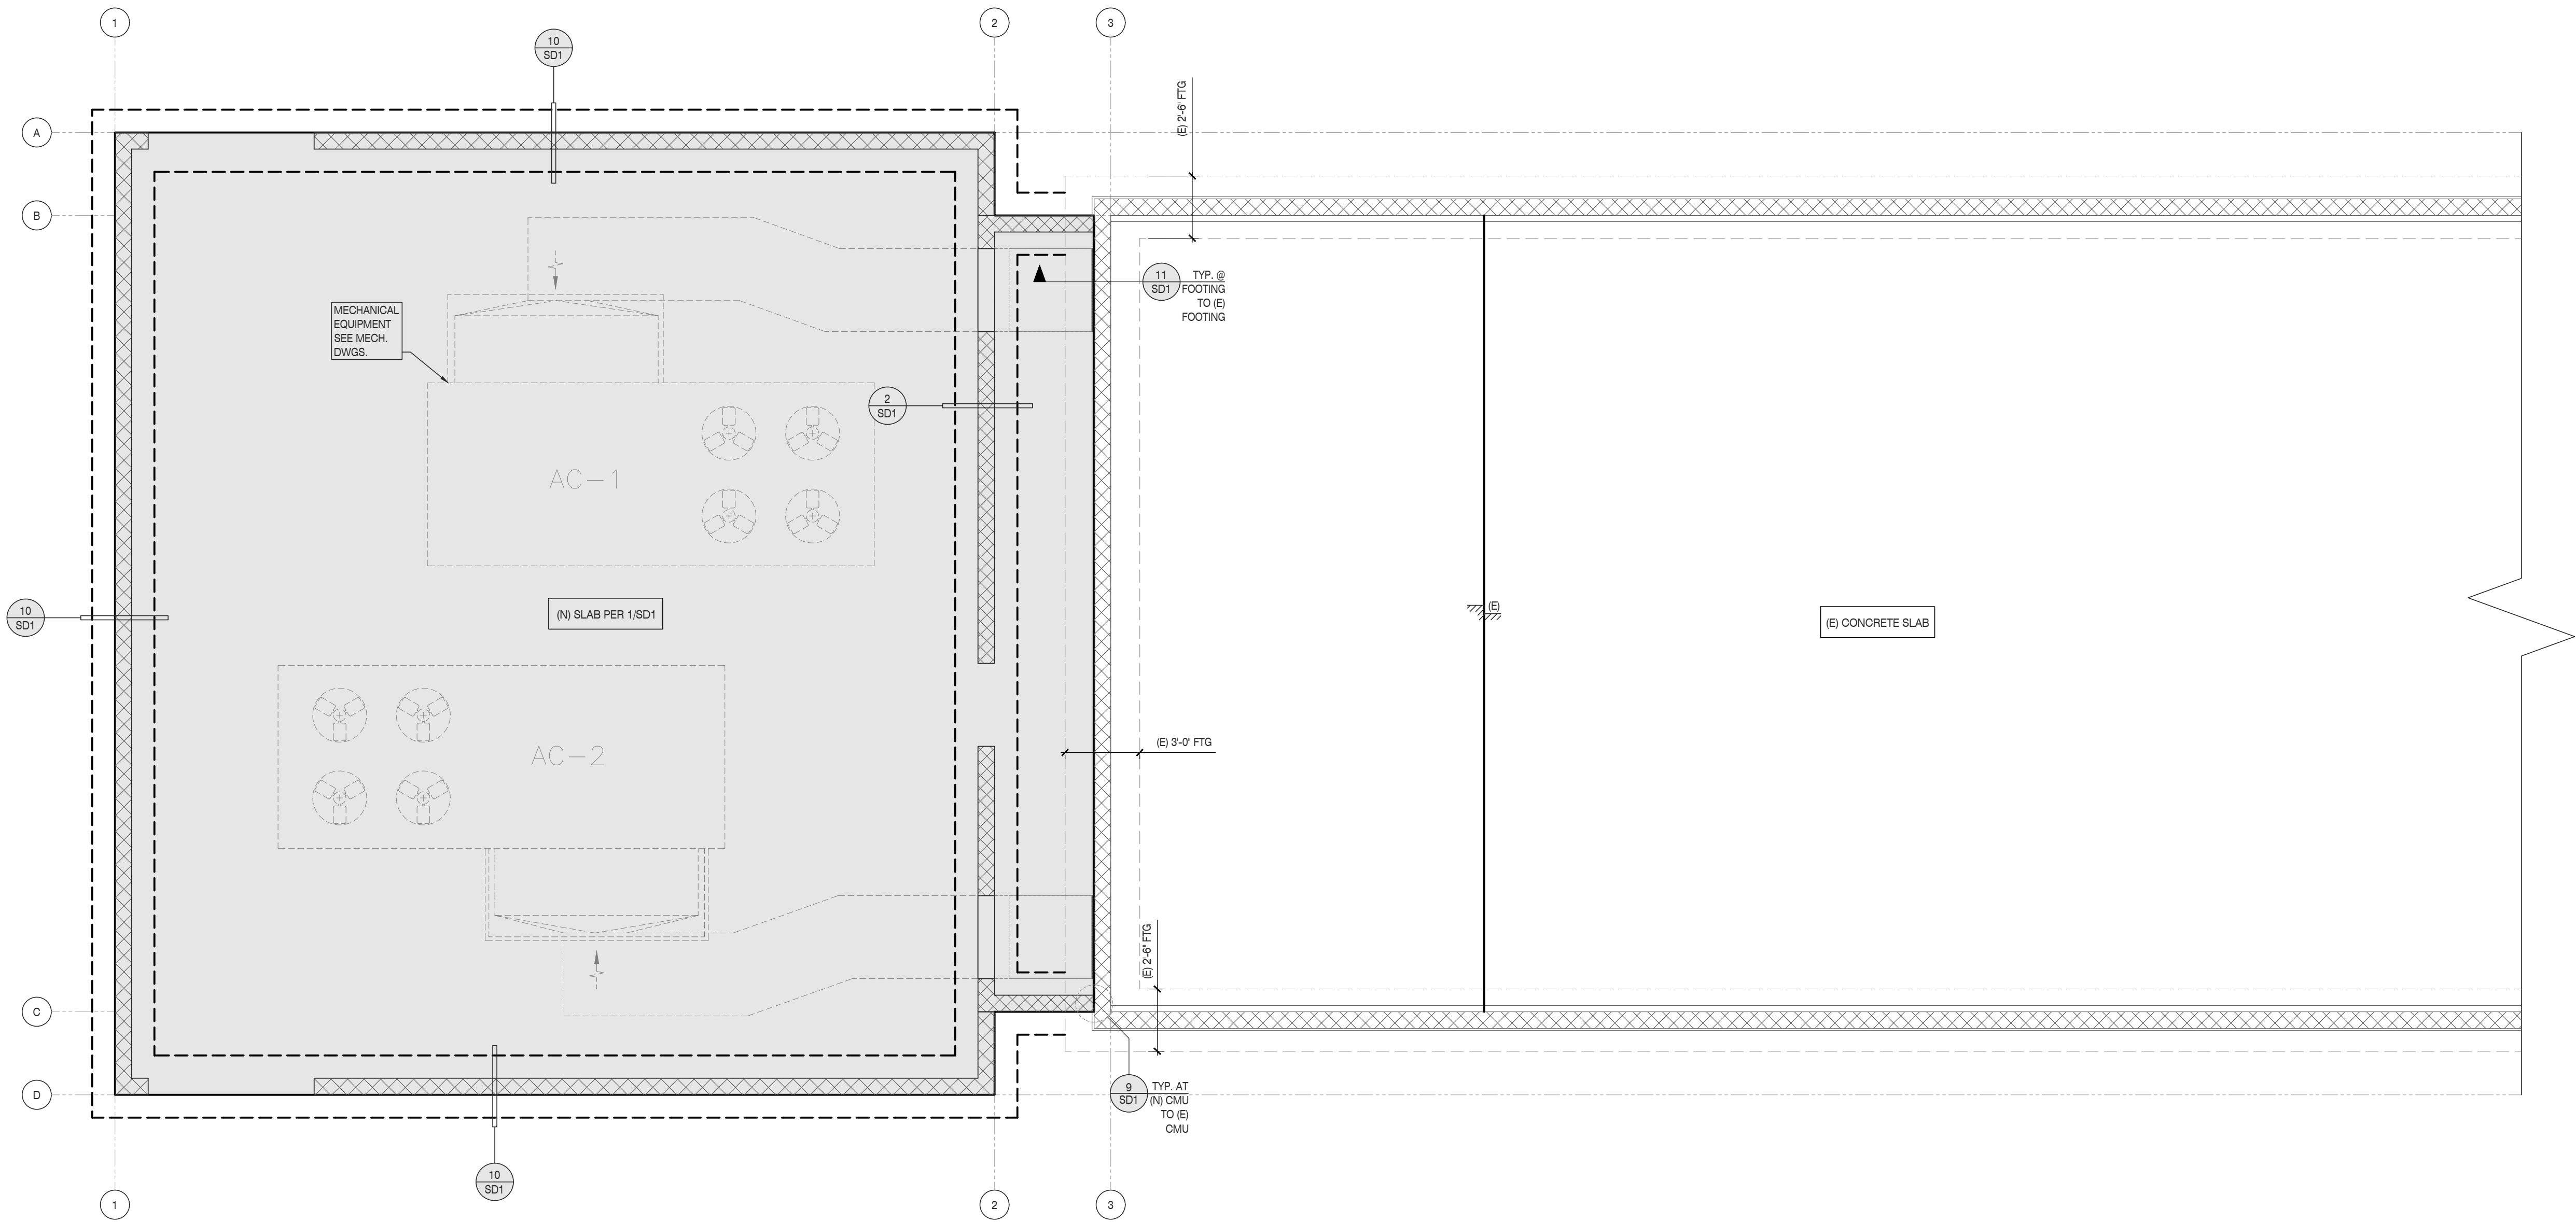 1
2
3
10
SD1
(E) 2'-6" FTG
A
B
11
SD1
TYP. @
FOOTING
TO (E)
FOOTING
MECHANICAL
EQUIPMENT
SEE MECH.
DWGS.
2
SD1
AC-1
10
SD1
(N) SLAB PER 1/SD1
(E)
(E) CONCRETE SLAB
(E) 3'-0" FTG
AC-2
(E) 2'-6" FTG
C
D
9
SD1
TYP. AT
(N) CMU
TO (E)
CMU
10
SD1
1
2
3